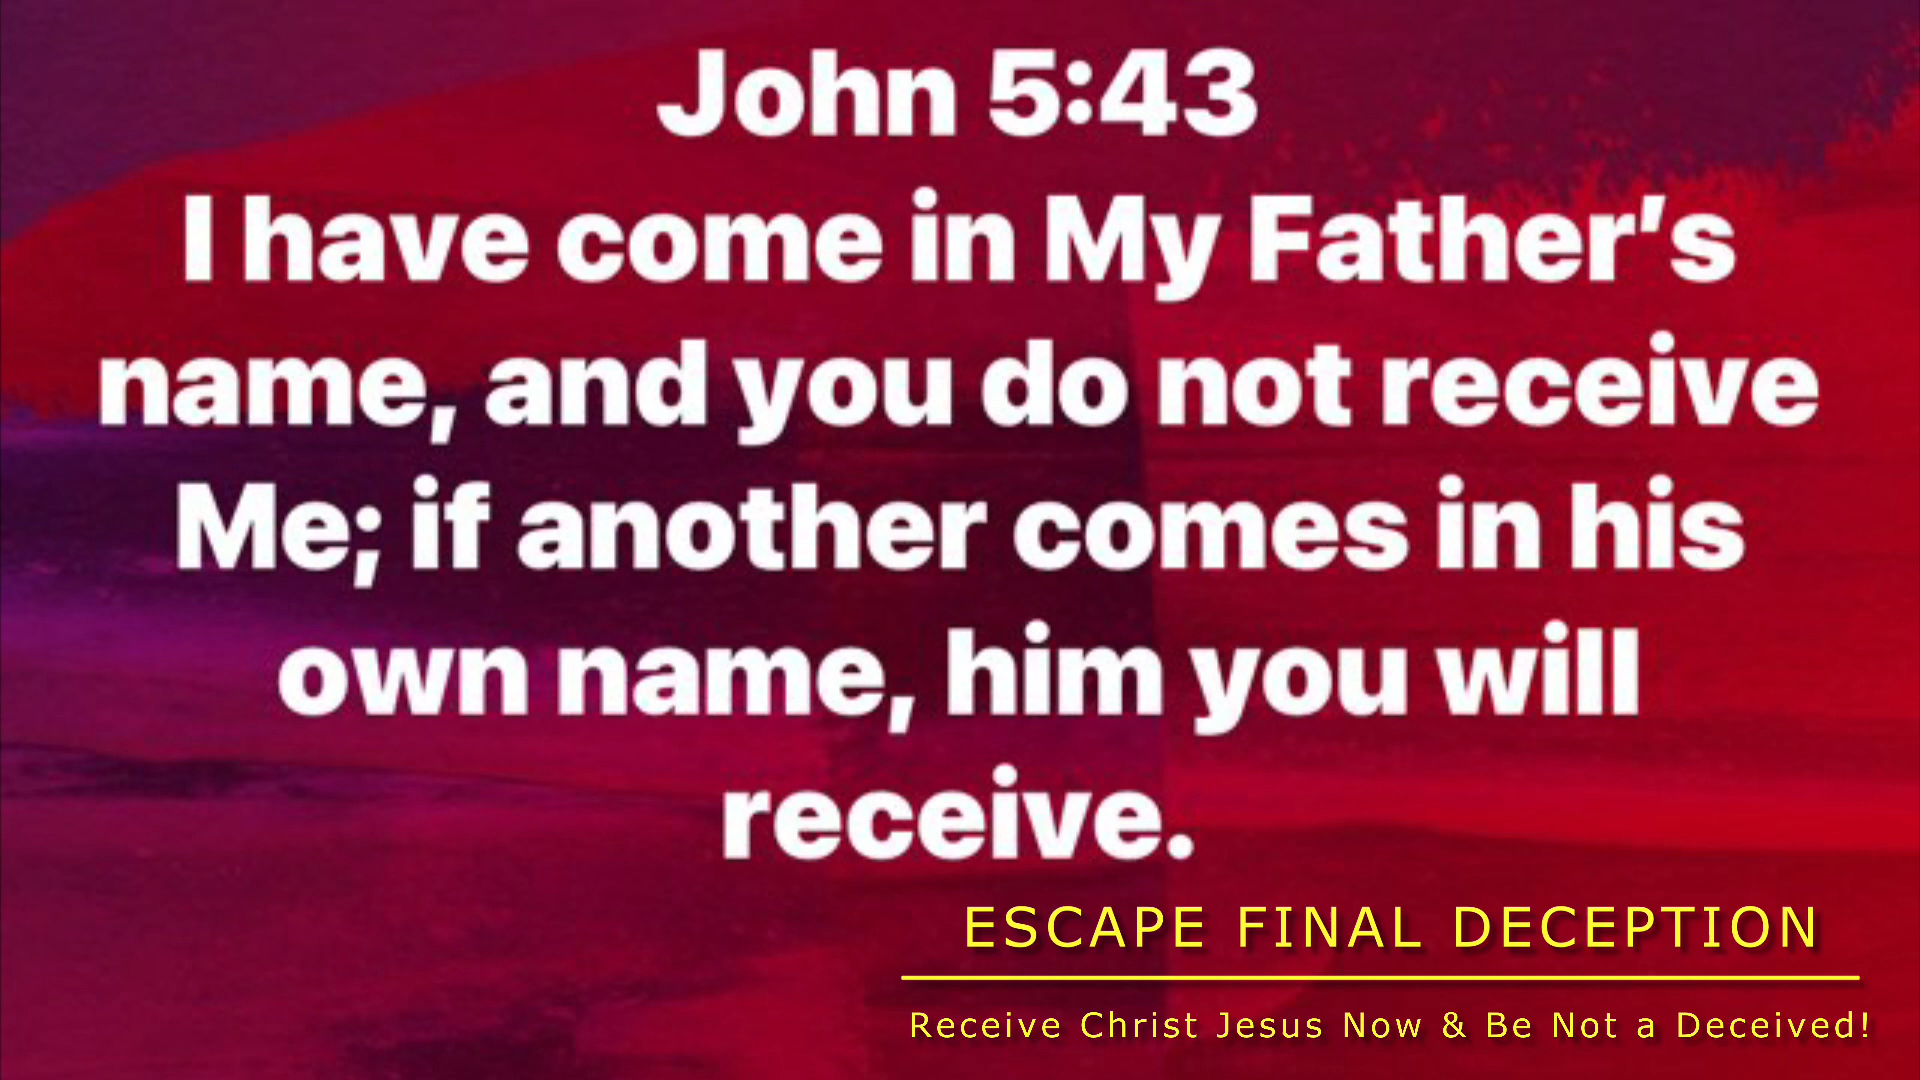 John 5:43
I have come in My Father’s
name, and you do not receive
Me; if another comes in his
own name, him you will
receive.
ESCAPE FINAL DECEPTION
Receive Christ Jesus Now & Be Not a Deceived!